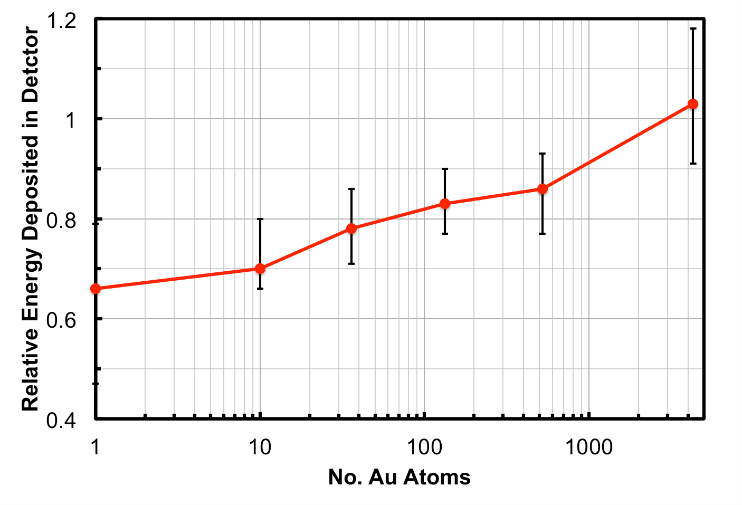 Relative Energy Deposited in Detctor
1.2
1
0.8
0.6
0.4
1 10 100 1000
No. Au Atoms